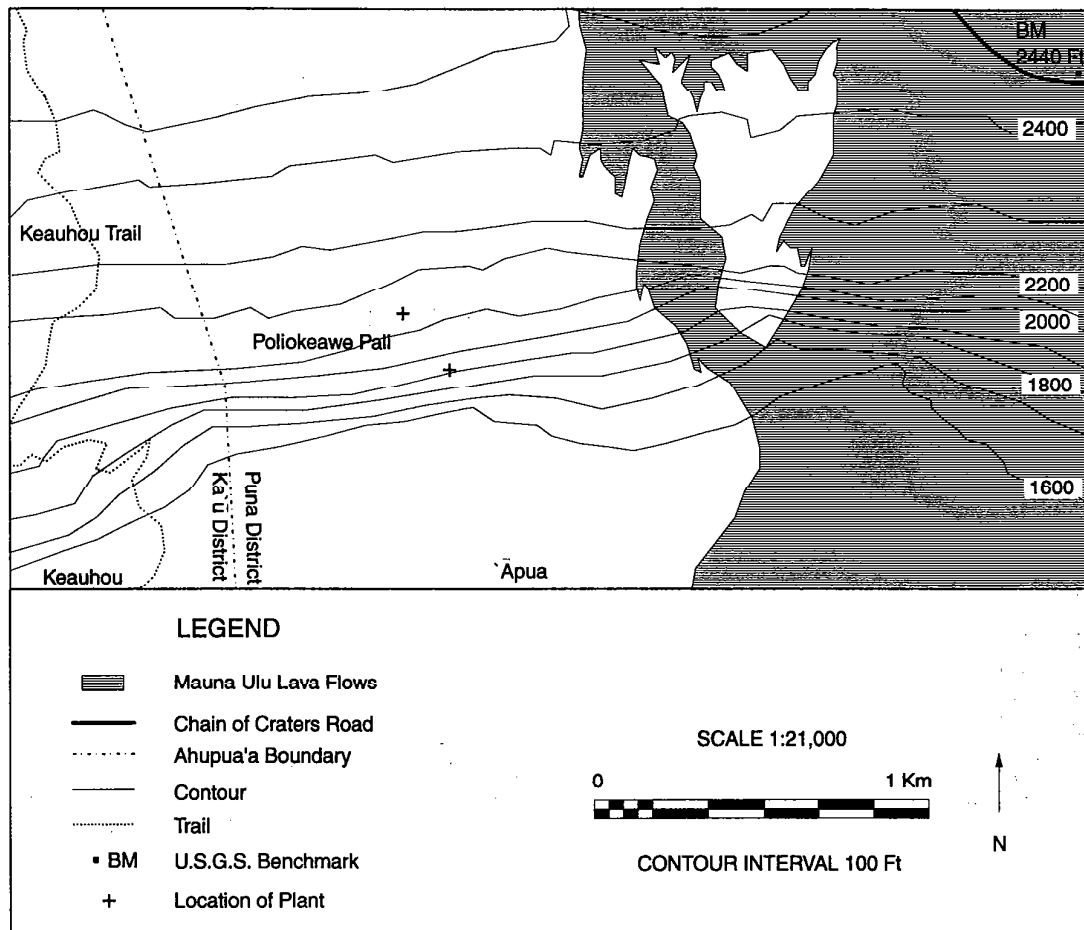 BM
2440 Ft
2400
Keauhou Trail
2200
2000
Poliokeawe Pali
1800
1600
Puna District
Ka`ū District
Keauhou
`Āpua
LEGEND
Mauna Ulu Lava Flows
Chain of Craters Road
Ahupua'a Boundary
Contour
Trail
BM U.S.G.S. Benchmark
Location of Plant
SCALE 1:21,000
0 1 Km
N
CONTOUR INTERVAL 100 Ft